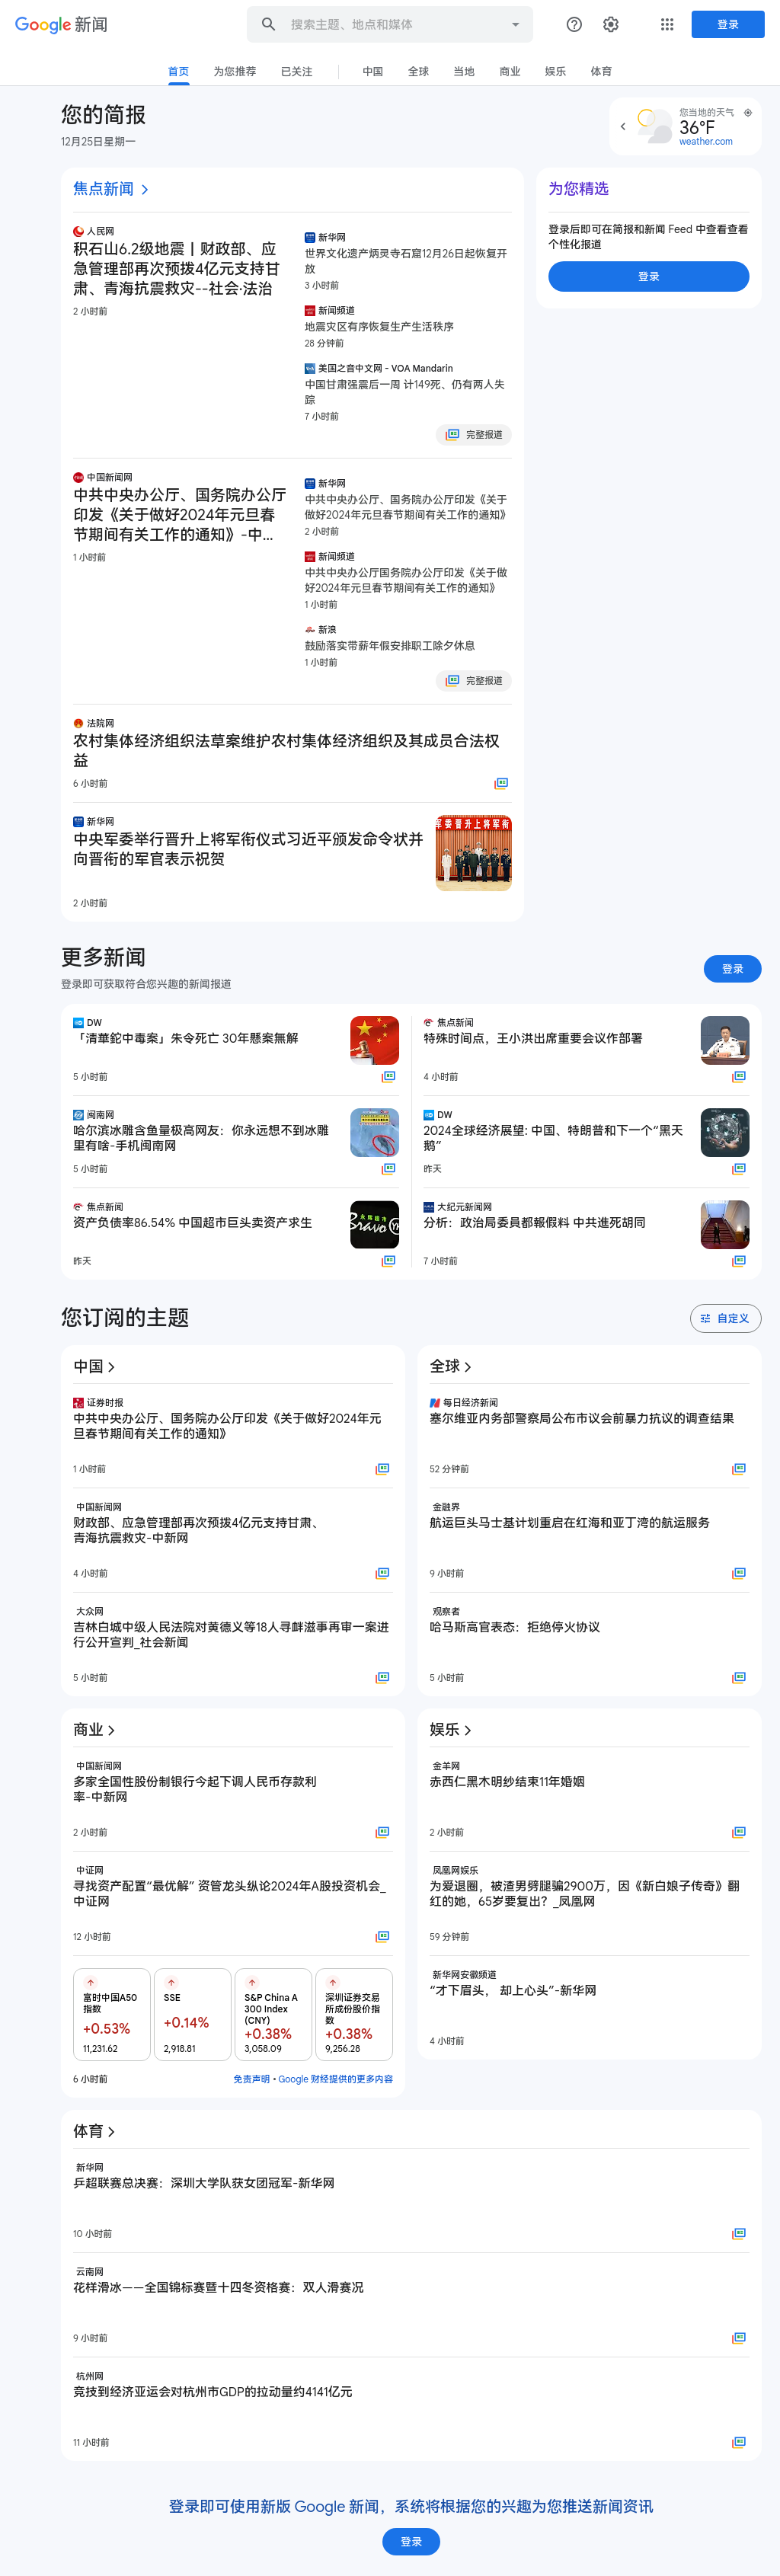 Google 新闻
搜索主题、地点和媒体
登录
首页
为您推荐
已关注
中国
全球
当地
商业
娱乐
体育
您的简报
12月25日星期一
您当地的天气
36°F
weather.com
焦点新闻
人民网
积石山6.2级地震丨财政部、应
急管理部再次预拨4亿元支持甘
肃、青海抗震救灾--社会·法治
2 小时前
新华网
世界文化遗产炳灵寺石窟12月26日起恢复开
放
3 小时前
新闻频道
地震灾区有序恢复生产生活秩序
28 分钟前
美国之音中文网 - VOA Mandarin
中国甘肃强震后一周 计149死、仍有两人失
踪
7 小时前
完整报道
中国新闻网
中共中央办公厅、国务院办公厅
印发《关于做好2024年元旦春
节期间有关工作的通知》-中...
1 小时前
新华网
中共中央办公厅、国务院办公厅印发《关于
做好2024年元旦春节期间有关工作的通知》
2 小时前
新闻频道
中共中央办公厅国务院办公厅印发《关于做
好2024年元旦春节期间有关工作的通知》
1 小时前
新浪
鼓励落实带薪年假安排职工除夕休息
1 小时前
完整报道
法院网
农村集体经济组织法草案维护农村集体经济组织及其成员合法权
益
6 小时前
新华网
中央军委举行晋升上将军衔仪式习近平颁发命令状并
向晋衔的军官表示祝贺
2 小时前
军委晋升上将军衔
为您精选
登录后即可在简报和新闻 Feed 中查看查看
个性化报道
登录
更多新闻
登录即可获取符合您兴趣的新闻报道
登录
DW
「清華鉈中毒案」朱令死亡 30年懸案無解
5 小时前
焦点新闻
特殊时间点，王小洪出席重要会议作部署
4 小时前
闽南网
哈尔滨冰雕含鱼量极高网友：你永远想不到冰雕
里有啥-手机闽南网
5 小时前
DW
2024全球经济展望: 中国、特朗普和下一个“黑天
鹅”
昨天
焦点新闻
资产负债率86.54% 中国超市巨头卖资产求生
昨天
永辉超市
Bravo YH
大紀元新闻网
分析：政治局委員都報假料 中共進死胡同
7 小时前
您订阅的主题
自定义
中国
证券时报
中共中央办公厅、国务院办公厅印发《关于做好2024年元
旦春节期间有关工作的通知》
1 小时前
中国新闻网
财政部、应急管理部再次预拨4亿元支持甘肃、
青海抗震救灾-中新网
4 小时前
大众网
吉林白城中级人民法院对黄德义等18人寻衅滋事再审一案进
行公开宣判_社会新闻
5 小时前
全球
每日经济新闻
塞尔维亚内务部警察局公布市议会前暴力抗议的调查结果
52 分钟前
金融界
航运巨头马士基计划重启在红海和亚丁湾的航运服务
9 小时前
观察者
哈马斯高官表态：拒绝停火协议
5 小时前
商业
中国新闻网
多家全国性股份制银行今起下调人民币存款利
率-中新网
2 小时前
中证网
寻找资产配置“最优解” 资管龙头纵论2024年A股投资机会_
中证网
12 小时前
富时中国A50
指数
+0.53%
11,231.62
SSE
+0.14%
2,918.81
S&P China A
300 Index
(CNY)
+0.38%
3,058.09
深圳证券交易
所成份股价指
数
+0.38%
9,256.28
6 小时前
免责声明 • Google 财经提供的更多内容
娱乐
金羊网
赤西仁黑木明纱结束11年婚姻
2 小时前
凤凰网娱乐
为爱退圈，被渣男劈腿骗2900万，因《新白娘子传奇》翻
红的她，65岁要复出？_凤凰网
59 分钟前
新华网安徽频道
“才下眉头， 却上心头”-新华网
4 小时前
体育
新华网
乒超联赛总决赛：深圳大学队获女团冠军-新华网
10 小时前
云南网
花样滑冰——全国锦标赛暨十四冬资格赛：双人滑赛况
9 小时前
杭州网
竞技到经济亚运会对杭州市GDP的拉动量约4141亿元
11 小时前
登录即可使用新版 Google 新闻，系统将根据您的兴趣为您推送新闻资讯
登录